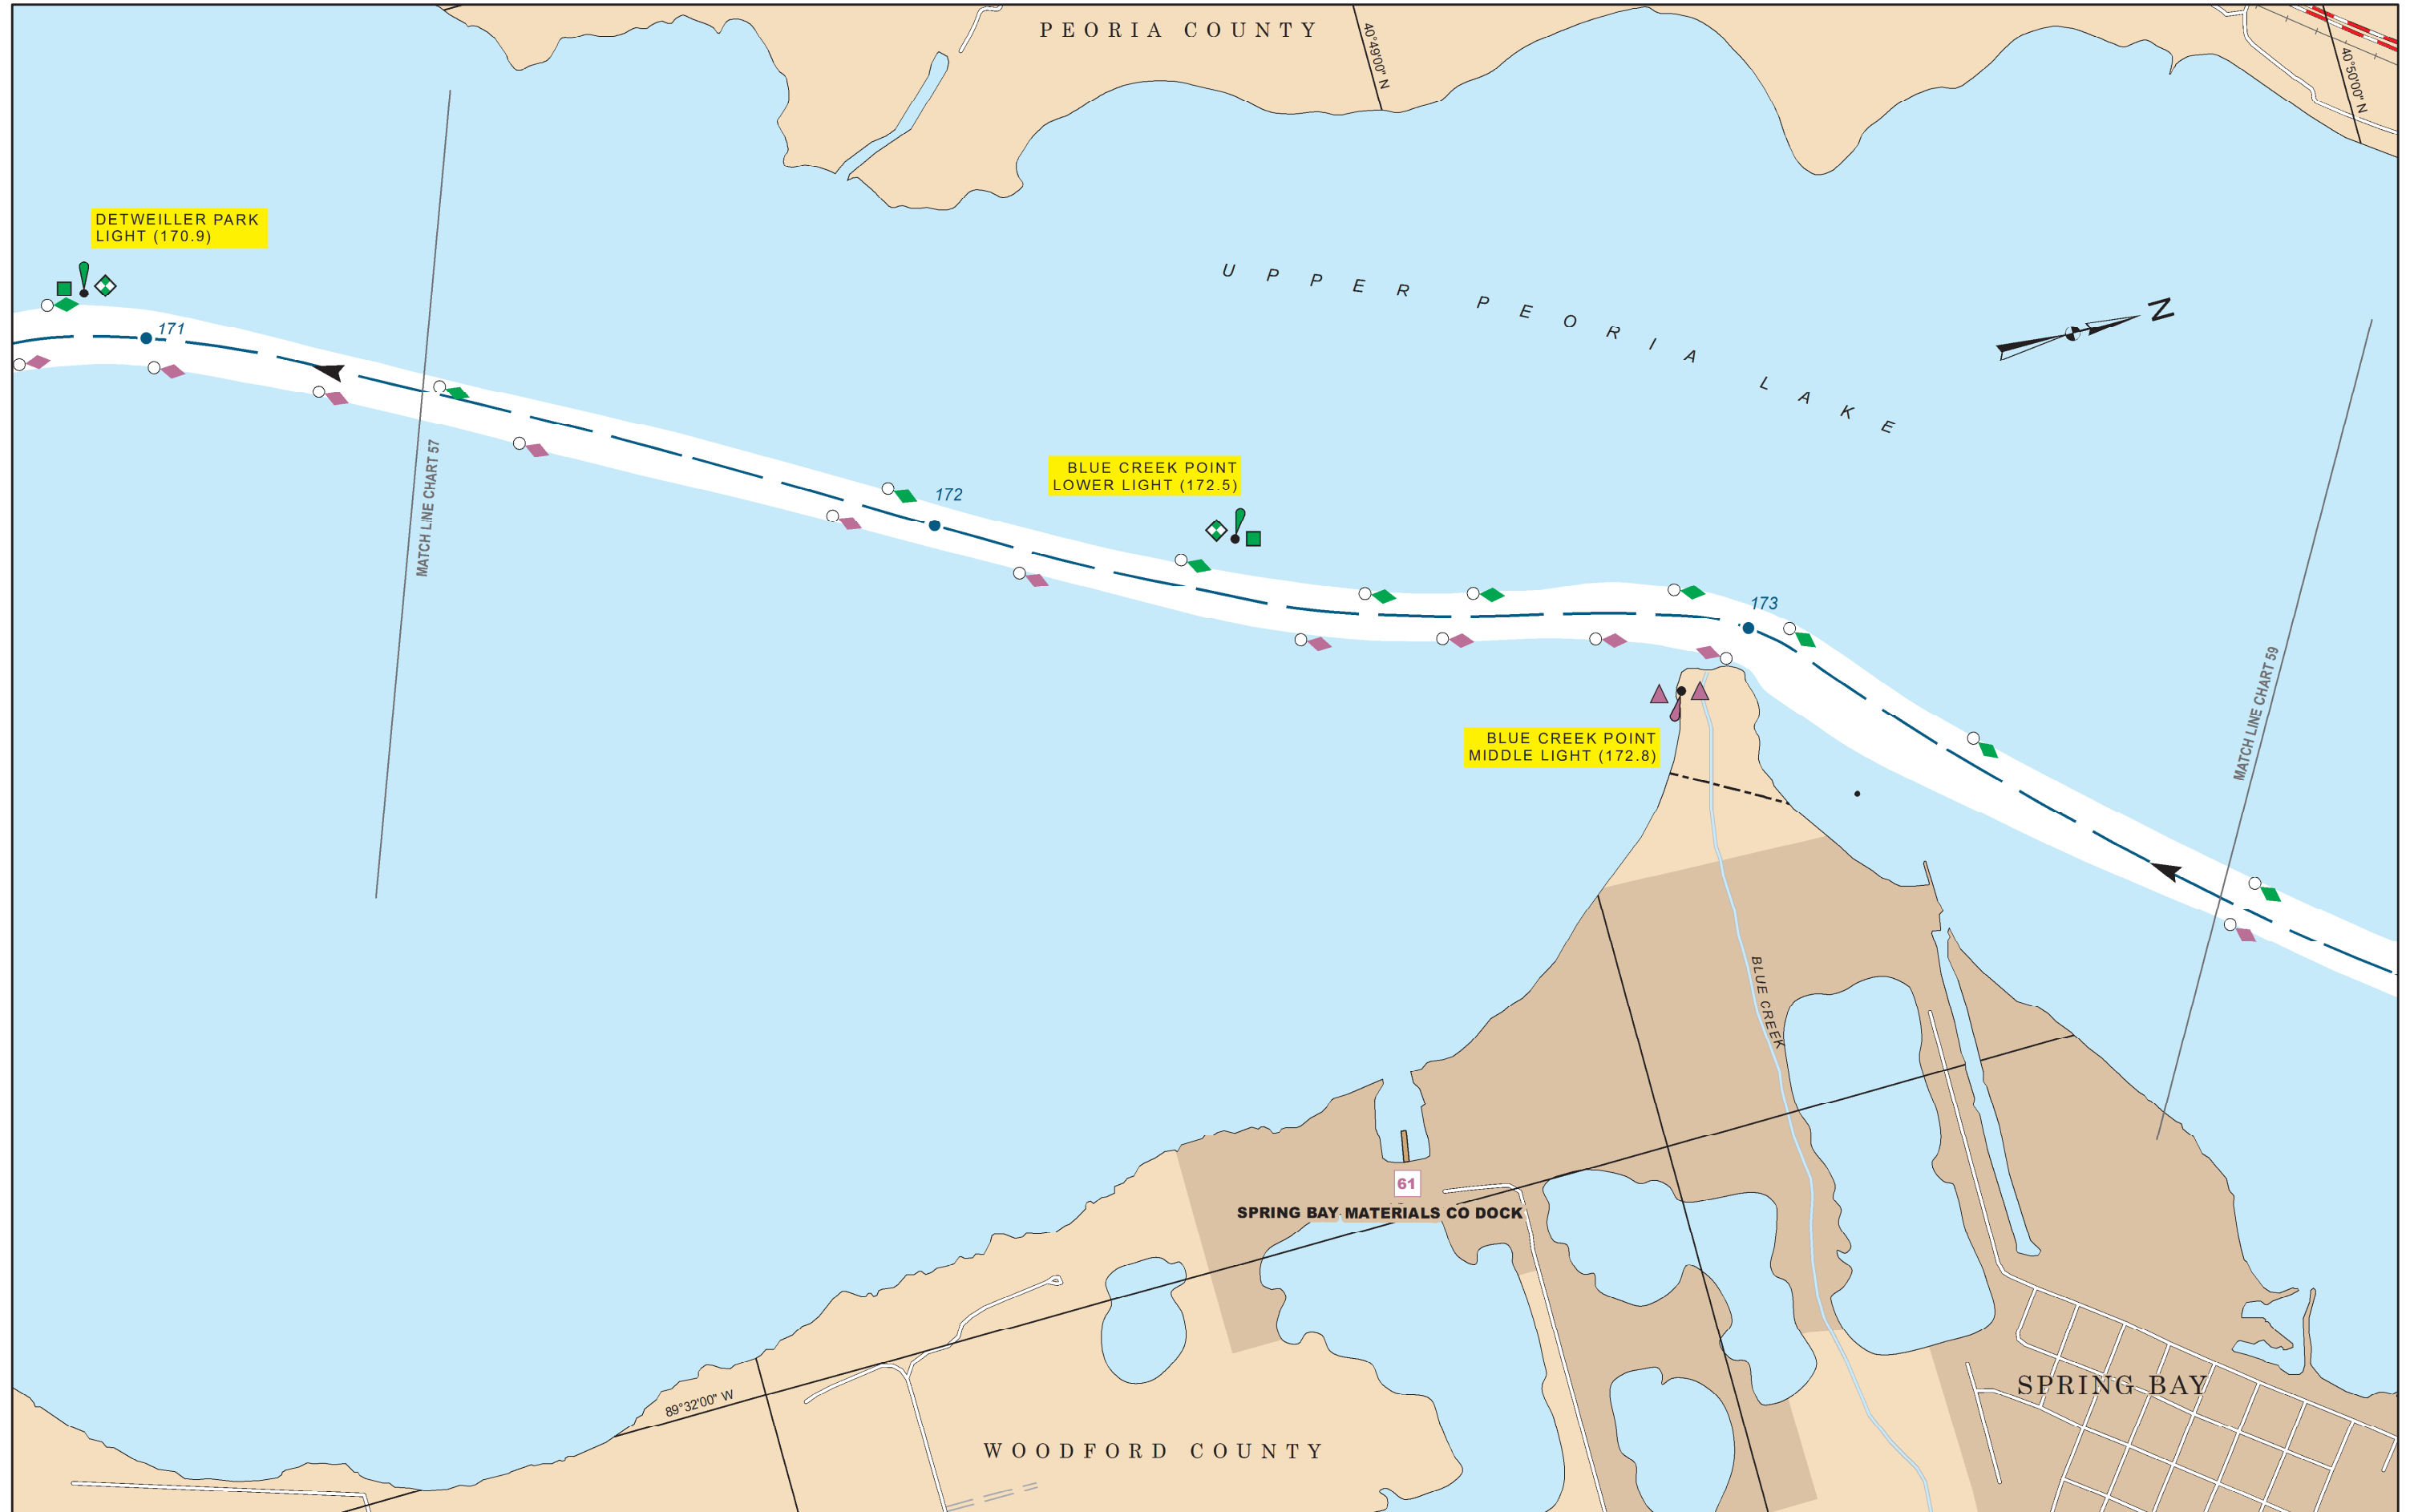 PEORIA COUNTY
40°49'00" N
40°50'00" N
DETWEILLER PARK
LIGHT (170.9)
171
UPPER PEORIA LAKE
N
MATCH LINE CHART 57
172
BLUE CREEK POINT
LOWER LIGHT (172.5)
173
MATCH LINE CHART 59
BLUE CREEK POINT
MIDDLE LIGHT (172.8)
BLUE CREEK
61
SPRING BAY MATERIALS CO DOCK
89°32'00" W
SPRING BAY
WOODFORD COUNTY